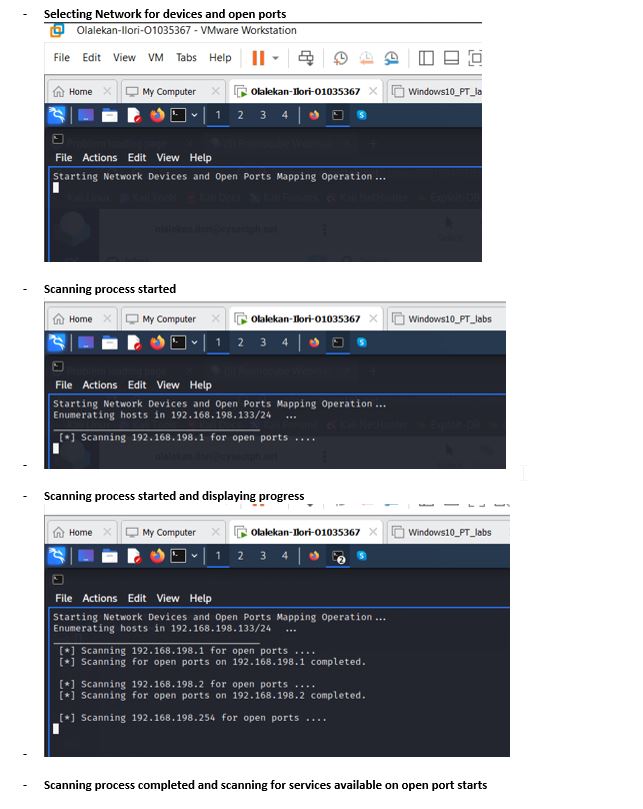 - Selecting Network for devices and open ports
Olalekan-Ilori-O1035367 - VMware Workstation
File Edit View VM Tabs Help
Home × My Computer × Olalekan-Ilori-O1035367 × Windows10_PT_la
1 2 3 4
File Actions Edit View Help
Starting Network Devices and Open Ports Mapping Operation ...
- Scanning process started
Home × My Computer × Olalekan-Ilori-O1035367 × Windows10_PT_labs
1 2 3 4
File Actions Edit View Help
Starting Network Devices and Open Ports Mapping Operation ...
Enumerating hosts in 192.168.198.133/24 ...
[*] Scanning 192.168.198.1 for open ports ....
-
- Scanning process started and displaying progress
Home × My Computer × Olalekan-Ilori-O1035367 × Windows10_PT_labs
1 2 3 4 2
File Actions Edit View Help
Starting Network Devices and Open Ports Mapping Operation ...
Enumerating hosts in 192.168.198.133/24 ...
[*] Scanning 192.168.198.1 for open ports ....
[*] Scanning for open ports on 192.168.198.1 completed.
[*] Scanning 192.168.198.2 for open ports ....
[*] Scanning for open ports on 192.168.198.2 completed.
[*] Scanning 192.168.198.254 for open ports ....
-
- Scanning process completed and scanning for services available on open port starts